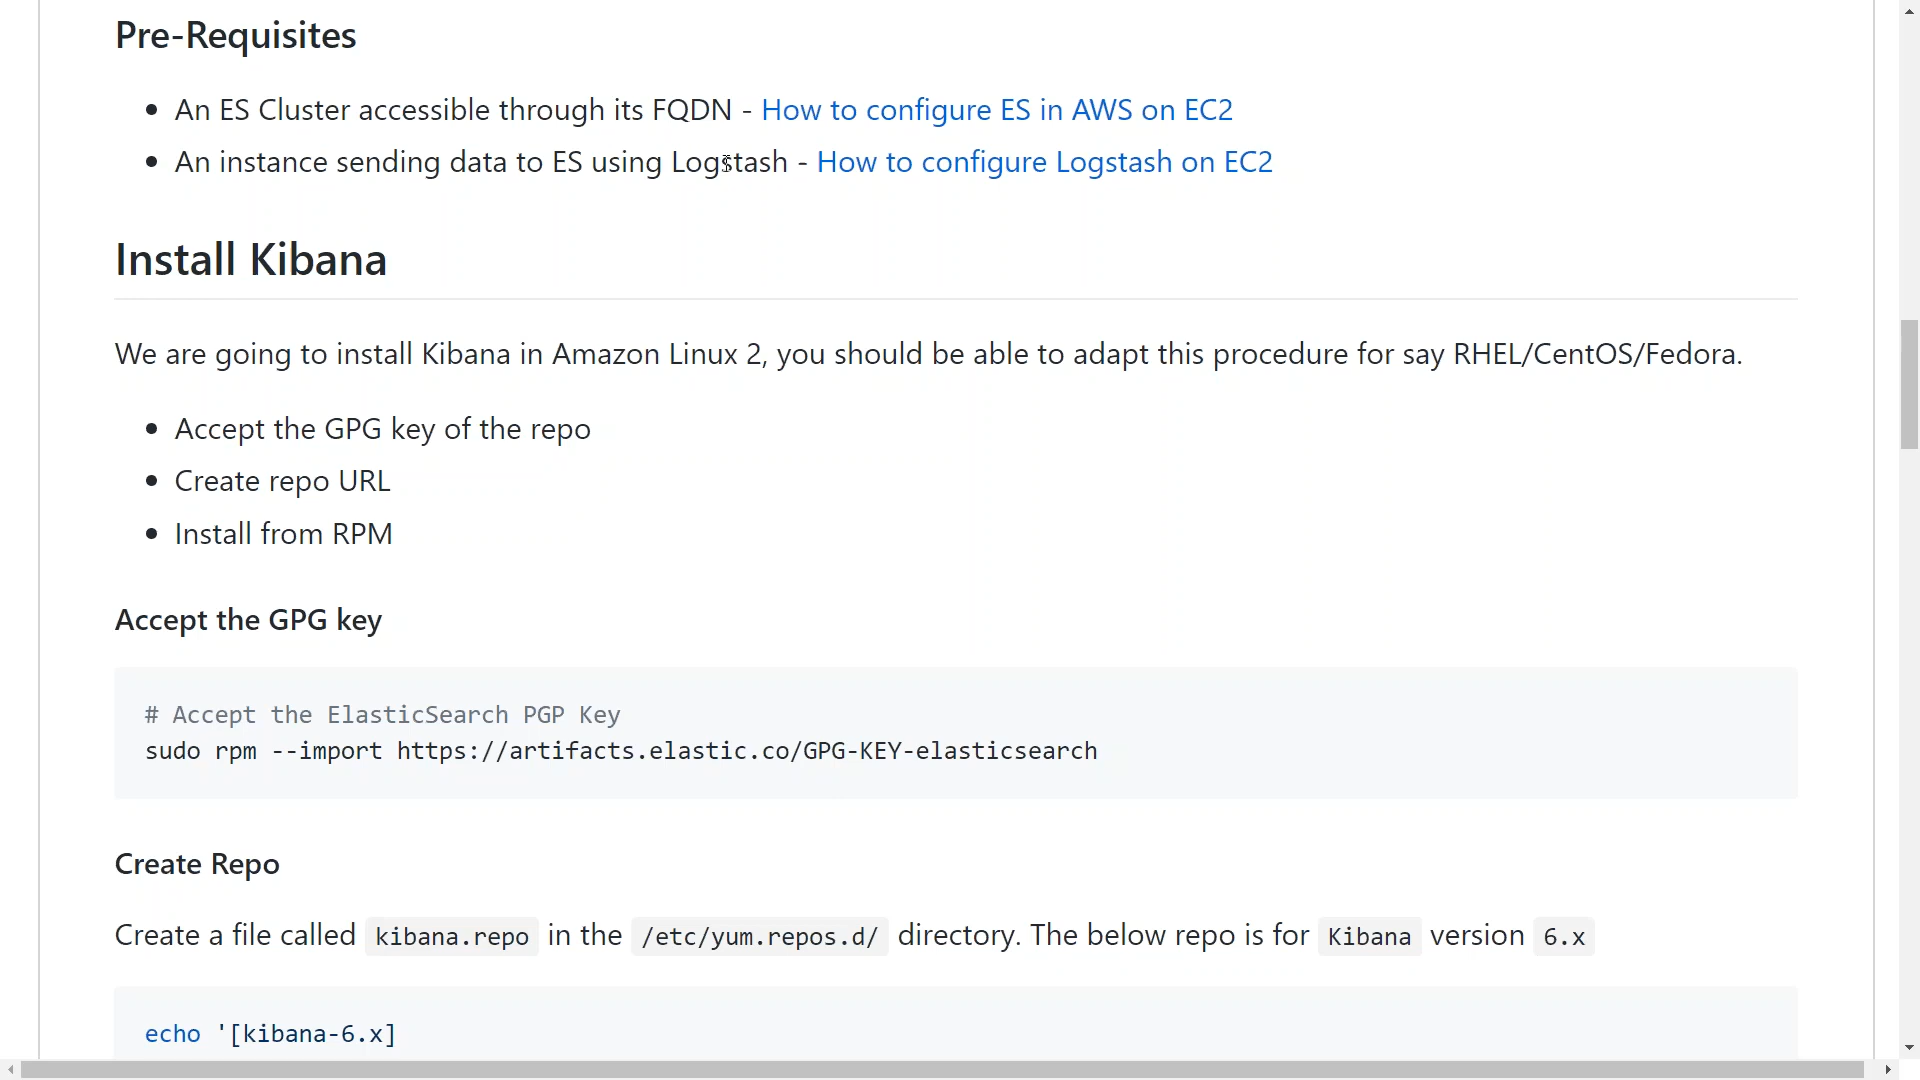 Pre-Requisites
An ES Cluster accessible through its FQDN - How to configure ES in AWS on EC2
An instance sending data to ES using Logstash - How to configure Logstash on EC2
Install Kibana
We are going to install Kibana in Amazon Linux 2, you should be able to adapt this procedure for say RHEL/CentOS/Fedora.
Accept the GPG key of the repo
Create repo URL
Install from RPM
Accept the GPG key
# Accept the ElasticSearch PGP Key
sudo rpm --import https://artifacts.elastic.co/GPG-KEY-elasticsearch
Create Repo
Create a file called kibana.repo in the /etc/yum.repos.d/ directory. The below repo is for Kibana version 6.x
echo '[kibana-6.x]